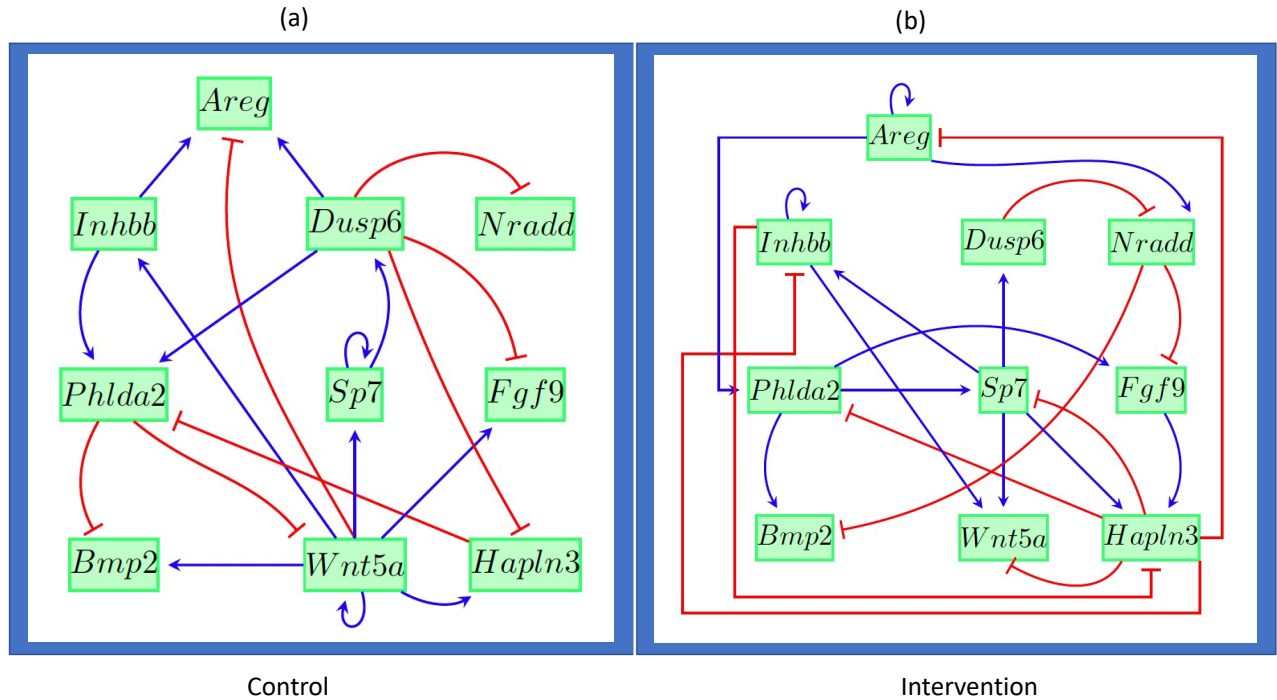 (a)
Areg
Inhbb
Dusp6
Nradd
Phlda2
Sp7
Fgf9
Bmp2
Wnt5a
Hapln3
Control
(b)
Areg
Inhbb
Dusp6
Nradd
Phlda2
Sp7
Fgf9
Bmp2
Wnt5a
Hapln3
Intervention